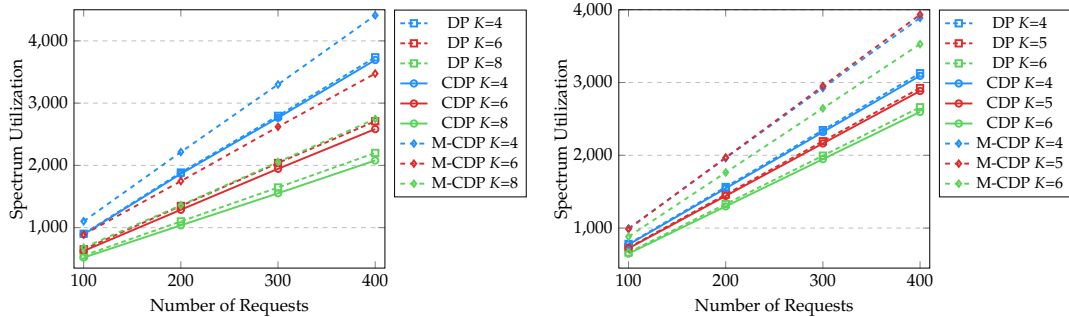 4,000
3,000
2,000
1,000
100
200
300
400
Number of Requests
Spectrum Utilization
DP K=4
DP K=6
DP K=8
CDP K=4
CDP K=6
CDP K=8
M-CDP K=4
M-CDP K=6
M-CDP K=8
4,000
3,000
2,000
1,000
100
200
300
400
Number of Requests
Spectrum Utilization
DP K=4
DP K=5
DP K=6
CDP K=4
CDP K=5
CDP K=6
M-CDP K=4
M-CDP K=5
M-CDP K=6